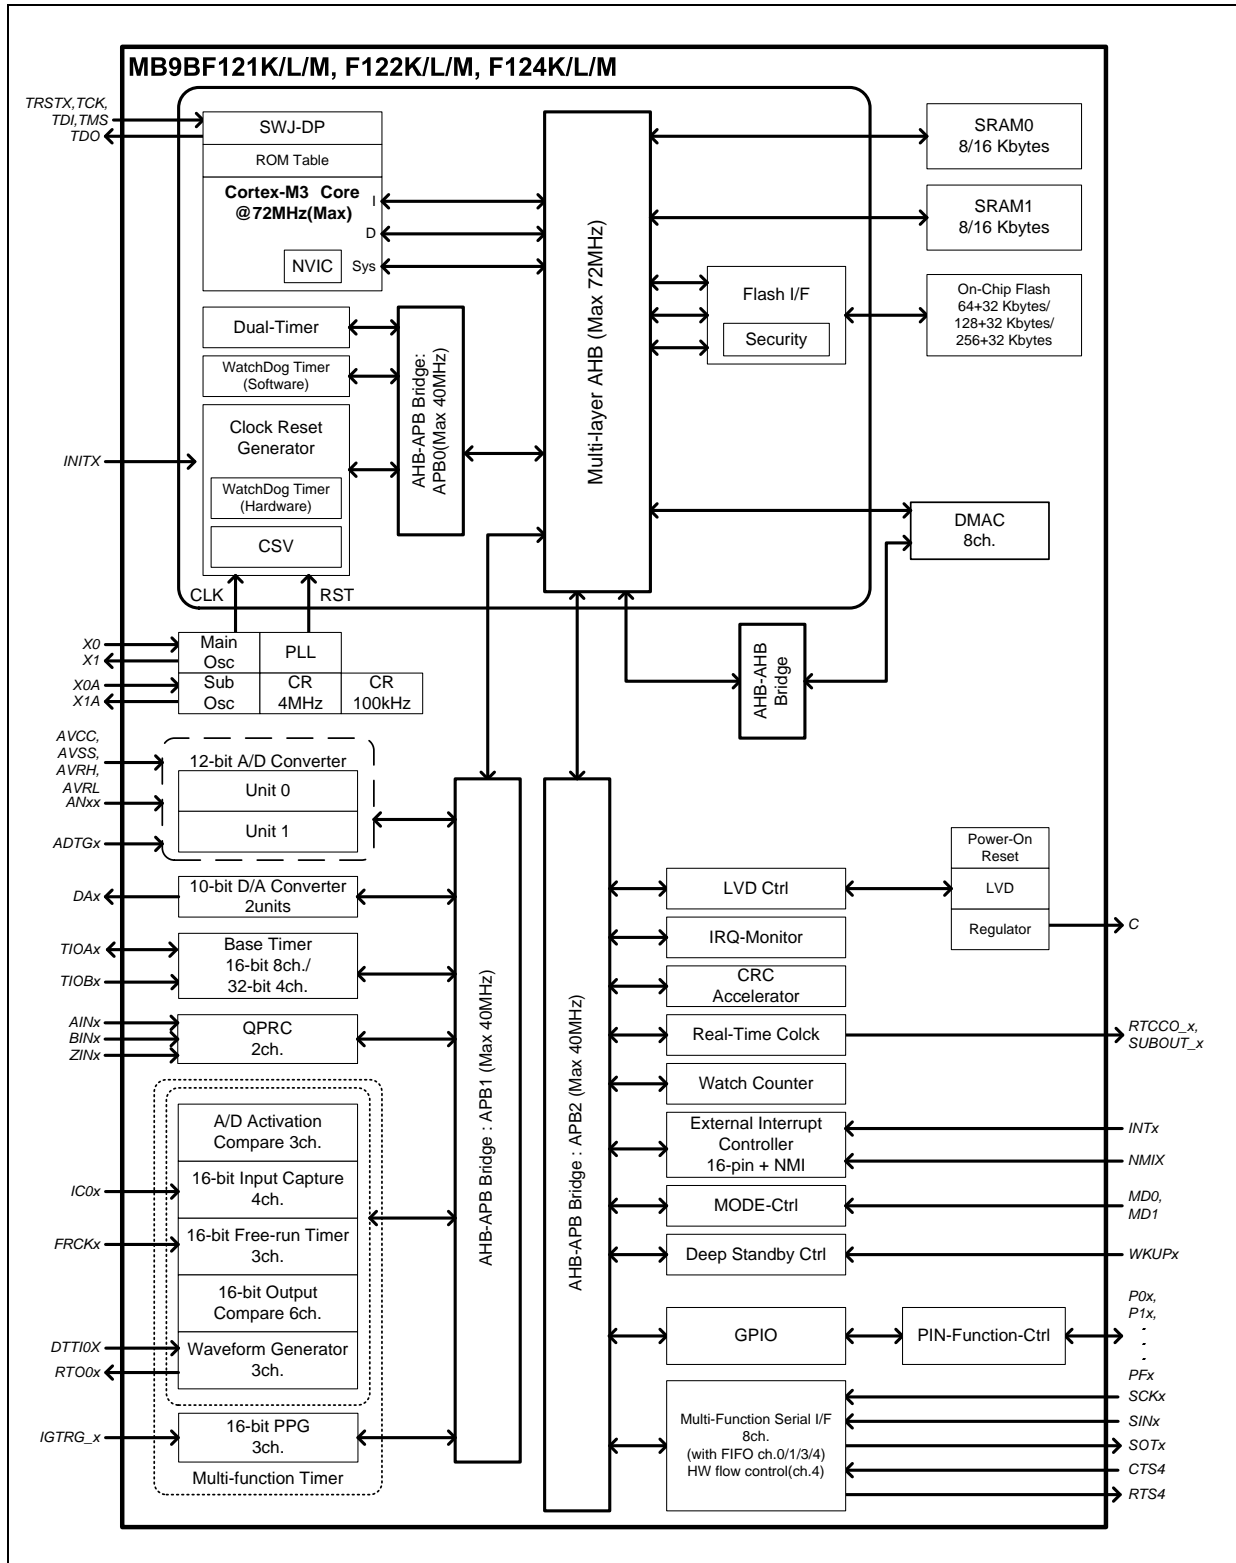 MB9BF121K/L/M, F122K/L/M, F124K/L/M
TRSTX,TCK,
TDI,TMS
TDO
SWJ-DP
ROM Table
Cortex-M3 Core
@72MHz(Max)
I
D
Sys
NVIC
Dual-Timer
WatchDog Timer
(Software)
Clock Reset
Generator
INITX
WatchDog Timer
(Hardware)
CSV
CLK
RST
AHB-APB Bridge:
APB0(Max 40MHz)
Multi-layer AHB (Max 72MHz)
SRAM0
8/16 Kbytes
SRAM1
8/16 Kbytes
Flash I/F
Security
On-Chip Flash
64+32 Kbytes/
128+32 Kbytes/
256+32 Kbytes
DMAC
8ch.
AHB-AHB
Bridge
X0
X1
X0A
X1A
Main
Osc
PLL
Sub
Osc
CR
4MHz
CR
100kHz
AVCC,
AVSS,
AVRH,
AVRL
ANxx
ADTGx
12-bit A/D Converter
Unit 0
Unit 1
DAx
10-bit D/A Converter
2units
TIOAx
TIOBx
Base Timer
16-bit 8ch./
32-bit 4ch.
AINx
BINx
ZINx
QPRC
2ch.
A/D Activation
Compare 3ch.
IC0x
16-bit Input Capture
4ch.
FRCKx
16-bit Free-run Timer
3ch.
16-bit Output
Compare 6ch.
DTTI0X
RTO0x
Waveform Generator
3ch.
IGTRG_x
16-bit PPG
3ch.
Multi-function Timer
AHB-APB Bridge : APB1 (Max 40MHz)
AHB-APB Bridge : APB2 (Max 40MHz)
LVD Ctrl
Power-On
Reset
LVD
Regulator
C
IRQ-Monitor
CRC
Accelerator
Real-Time Colck
RTCCO_x,
SUBOUT_x
Watch Counter
External Interrupt
Controller
16-pin + NMI
INTx
NMIX
MODE-Ctrl
MD0,
MD1
Deep Standby Ctrl
WKUPx
GPIO
PIN-Function-Ctrl
P0x,
P1x,
-
-
-
PFx
Multi-Function Serial I/F
8ch.
(with FIFO ch.0/1/3/4)
HW flow control(ch.4)
SCKx
SINx
SOTx
CTS4
RTS4